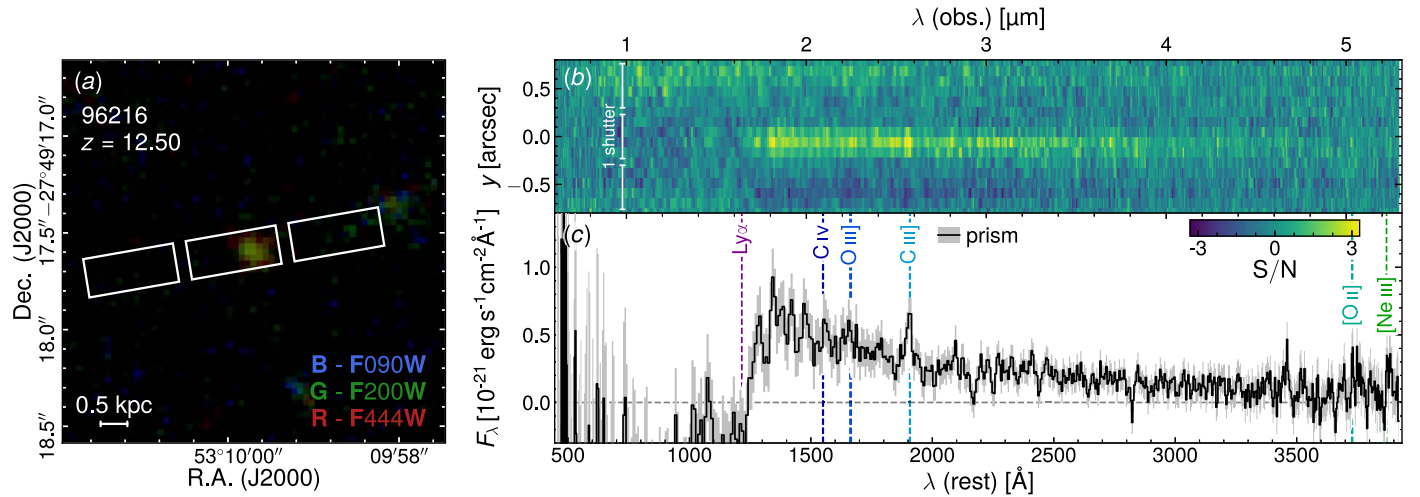 (a)
96216
z = 12.50
B - F090W
G - F200W
R - F444W
0.5 kpc
Dec. (J2000)
−27°49′17.0″
17.5″
18.0″
18.5″
53°10′00″
09′58″
R.A. (J2000)
λ (obs.) [μm]
1
2
3
4
5
(b)
1 shutter
y [arcsec]
0.5
0.0
−0.5
(c)
prism
Lyα
C IV
O III]
C III]
[O II]
[Ne III]
-3
0
3
S/N
Fλ [10⁻²¹ erg s⁻¹ cm⁻² Å⁻¹]
1.0
0.5
0.0
500
1000
1500
2000
2500
3000
3500
λ (rest) [Å]